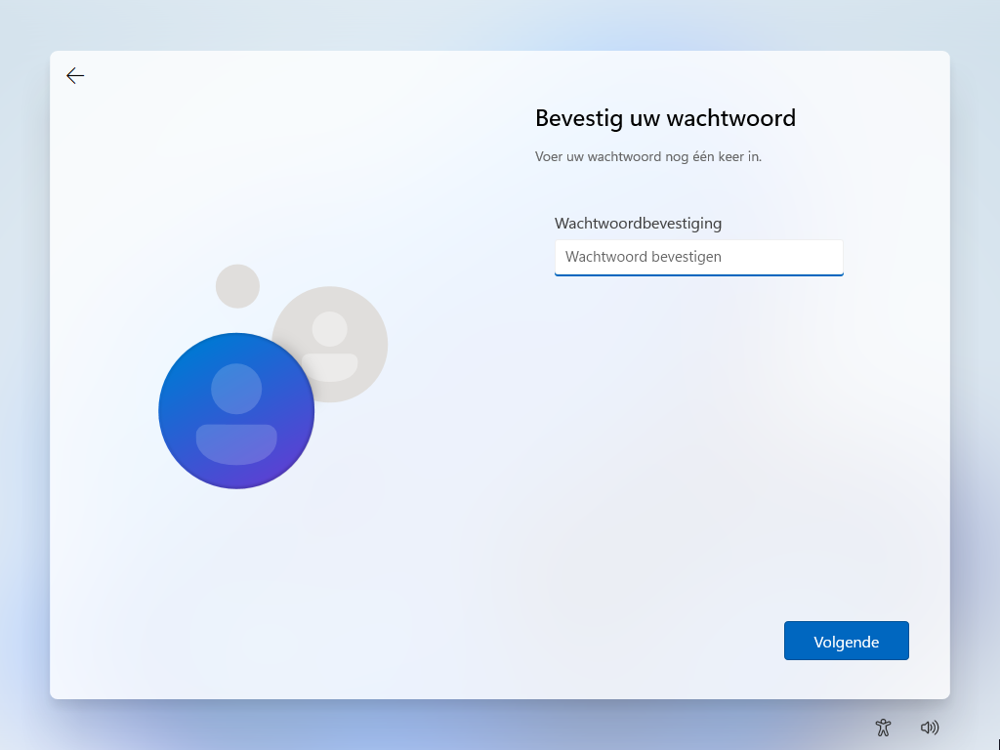 Bevestig uw wachtwoord
Voer uw wachtwoord nog één keer in.
Wachtwoordbevestiging
Wachtwoord bevestigen
Volgende